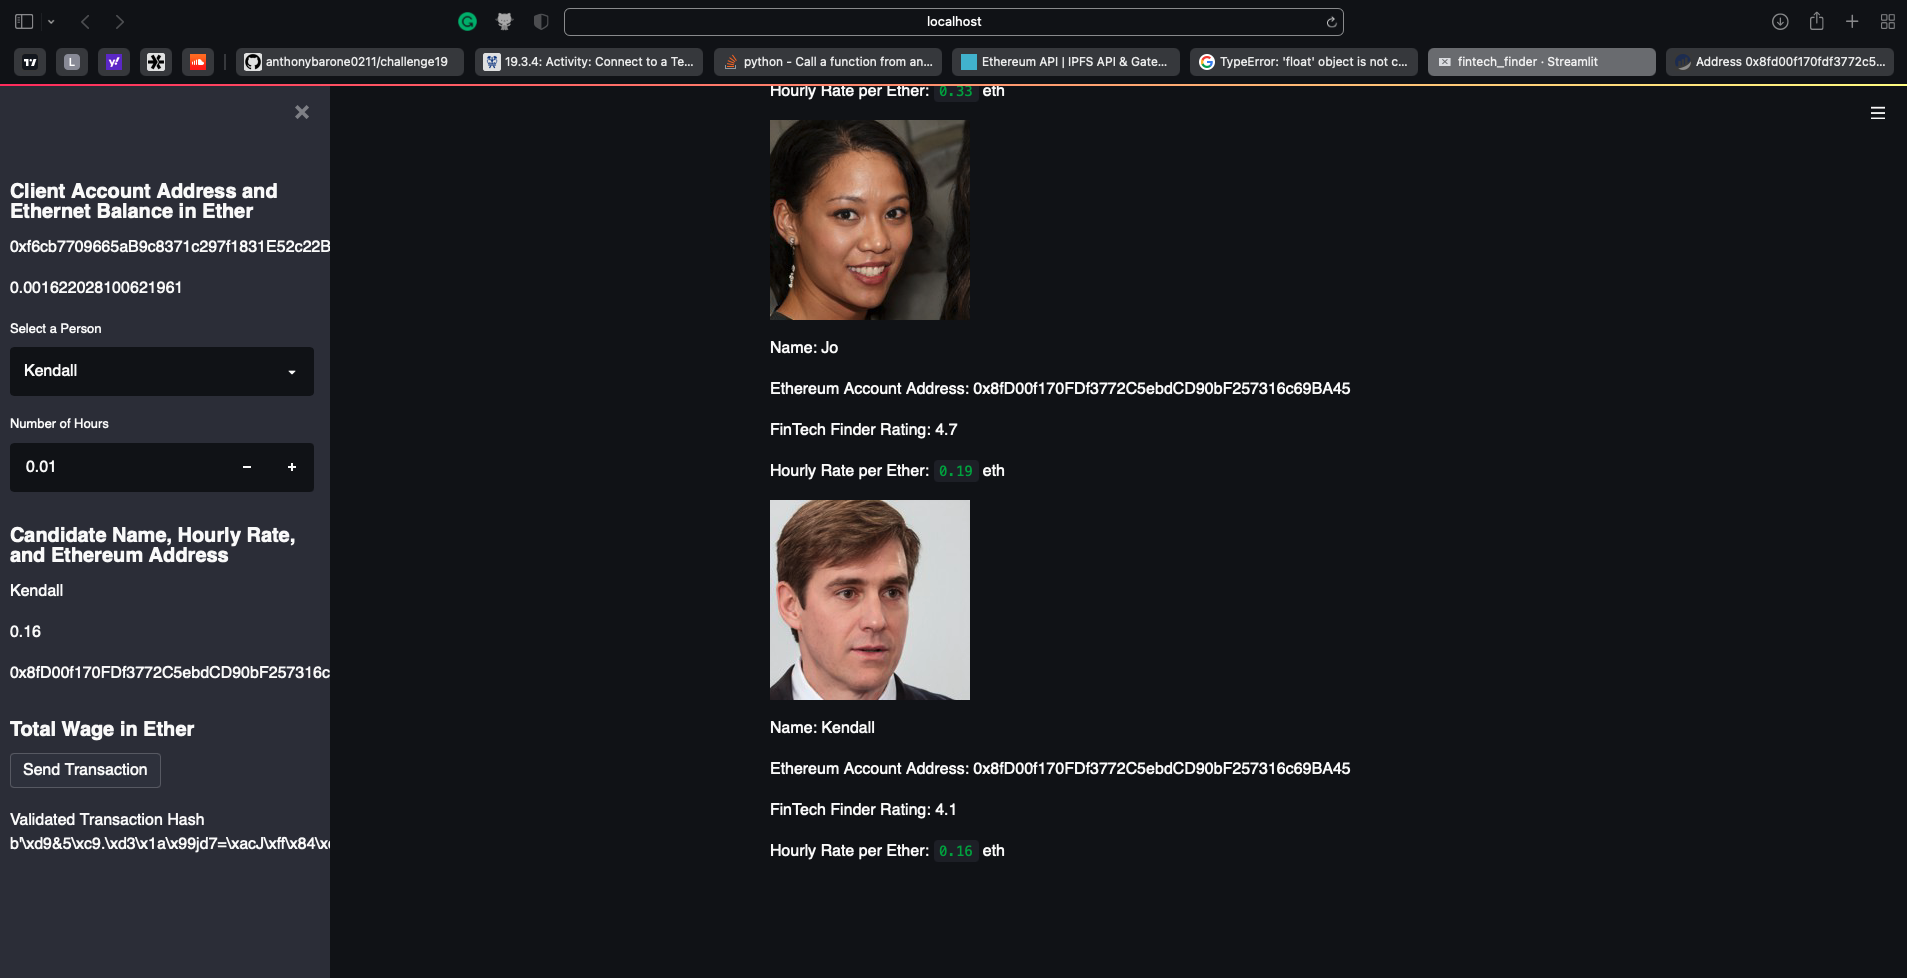 localhost
anthonybarone0211/challenge19
19.3.4: Activity: Connect to a Te...
python - Call a function from an...
Ethereum API | IPFS API & Gate...
TypeError: 'float' object is not c...
fintech_finder · Streamlit
Address 0x8fd00f170fdf3772c5...
L
y!
Client Account Address and
Ethernet Balance in Ether
0xf6cb7709665aB9c8371c297f1831E52c22B
0.001622028100621961
Select a Person
Kendall
Number of Hours
0.01
Candidate Name, Hourly Rate,
and Ethereum Address
Kendall
0.16
0x8fD00f170FDf3772C5ebdCD90bF257316c
Total Wage in Ether
Send Transaction
Validated Transaction Hash
b'\xd9&5\xc9.\xd3\x1a\x99jd7=\xacJ\xff\x84\x
Hourly Rate per Ether: 0.33 eth
Name: Jo
Ethereum Account Address: 0x8fD00f170FDf3772C5ebdCD90bF257316c69BA45
FinTech Finder Rating: 4.7
Hourly Rate per Ether: 0.19 eth
Name: Kendall
Ethereum Account Address: 0x8fD00f170FDf3772C5ebdCD90bF257316c69BA45
FinTech Finder Rating: 4.1
Hourly Rate per Ether: 0.16 eth